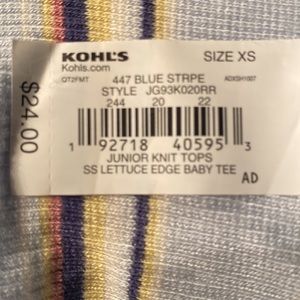 KOHL'S SIZE XS
Kohls.com
QT2FMT 447 BLUE STRPE ADXSH1007
STYLE JG93K020RR
244 20 22
1 92718 40595 3
JUNIOR KNIT TOPS
SS LETTUCE EDGE BABY TEE
AD
$24.00